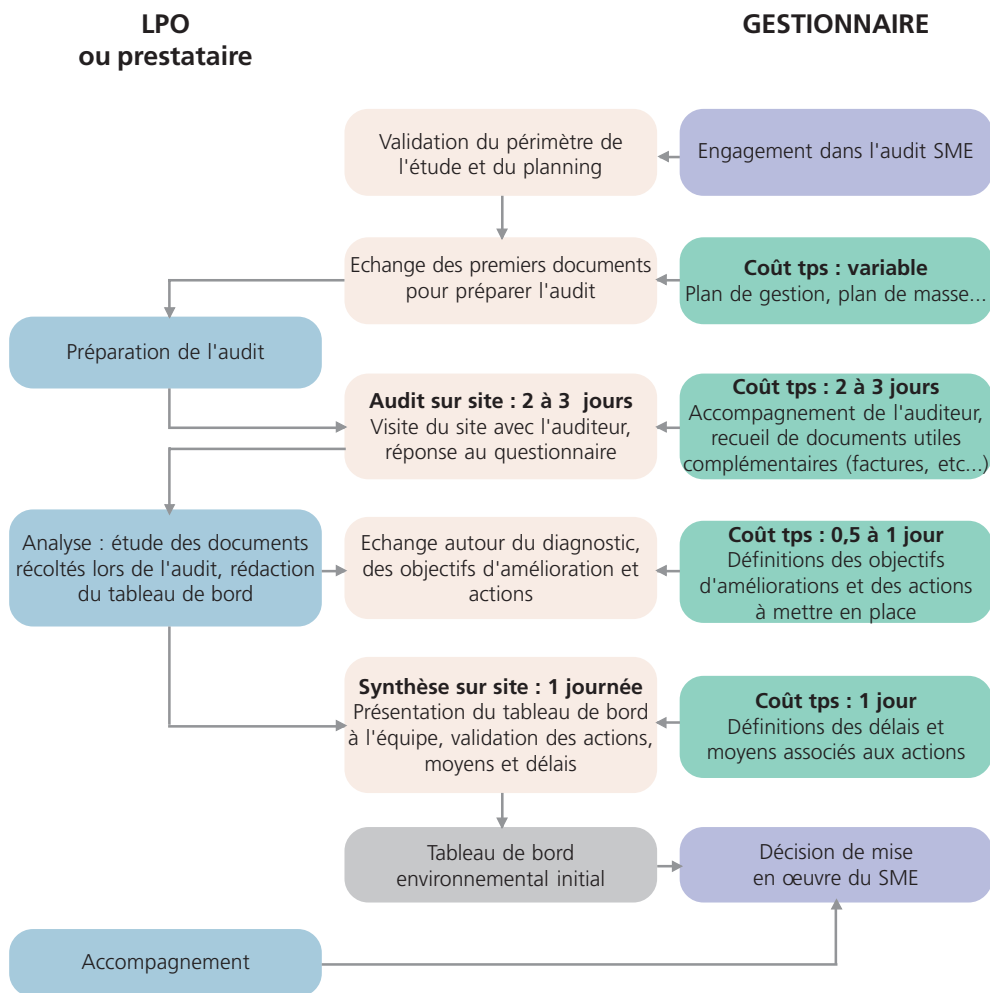 LPO
ou prestataire
GESTIONNAIRE
Validation du périmètre de
l'étude et du planning
Engagement dans l'audit SME
Echange des premiers documents
pour préparer l'audit
Coût tps : variable
Plan de gestion, plan de masse...
Préparation de l'audit
Audit sur site : 2 à 3 jours
Visite du site avec l'auditeur,
réponse au questionnaire
Coût tps : 2 à 3 jours
Accompagnement de l'auditeur,
recueil de documents utiles
complémentaires (factures, etc...)
Analyse : étude des documents
récoltés lors de l'audit, rédaction
du tableau de bord
Echange autour du diagnostic,
des objectifs d'amélioration et
actions
Coût tps : 0,5 à 1 jour
Définitions des objectifs
d'améliorations et des actions
à mettre en place
Synthèse sur site : 1 journée
Présentation du tableau de bord
à l'équipe, validation des actions,
moyens et délais
Coût tps : 1 jour
Définitions des délais et
moyens associés aux actions
Tableau de bord
environnemental initial
Décision de mise
en œuvre du SME
Accompagnement